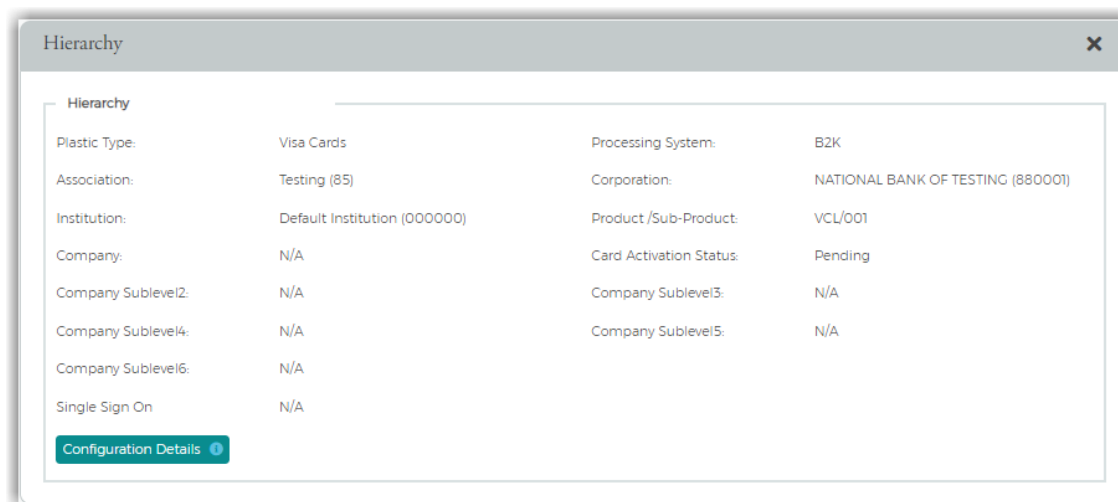 Hierarchy
Hierarchy
Plastic Type: Visa Cards Processing System: B2K
Association: Testing (85) Corporation: NATIONAL BANK OF TESTING (880001)
Institution: Default Institution (000000) Product /Sub-Product: VCL/001
Company: N/A Card Activation Status: Pending
Company Sublevel2: N/A Company Sublevel3: N/A
Company Sublevel4: N/A Company Sublevel5: N/A
Company Sublevel6: N/A
Single Sign On N/A
Configuration Details